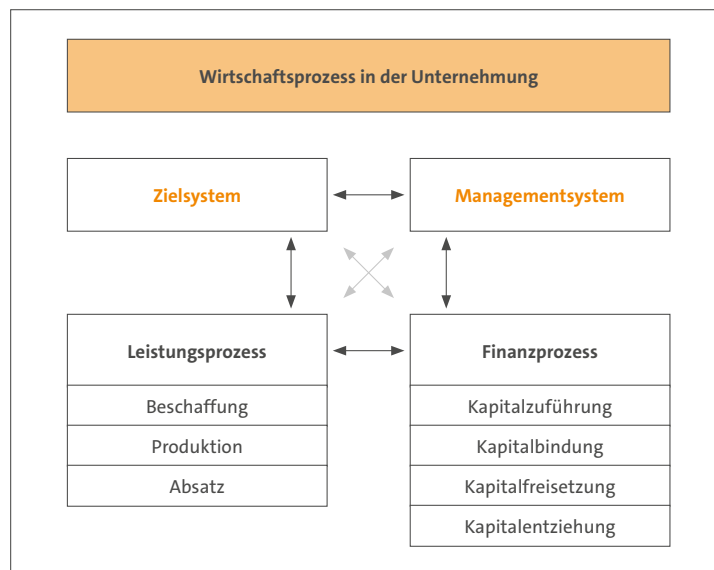 Wirtschaftsprozess in der Unternehmung
Zielsystem
Managementsystem
Leistungsprozess
Beschaffung
Produktion
Absatz
Finanzprozess
Kapitalzuführung
Kapitalbindung
Kapitalfreisetzung
Kapitalentziehung